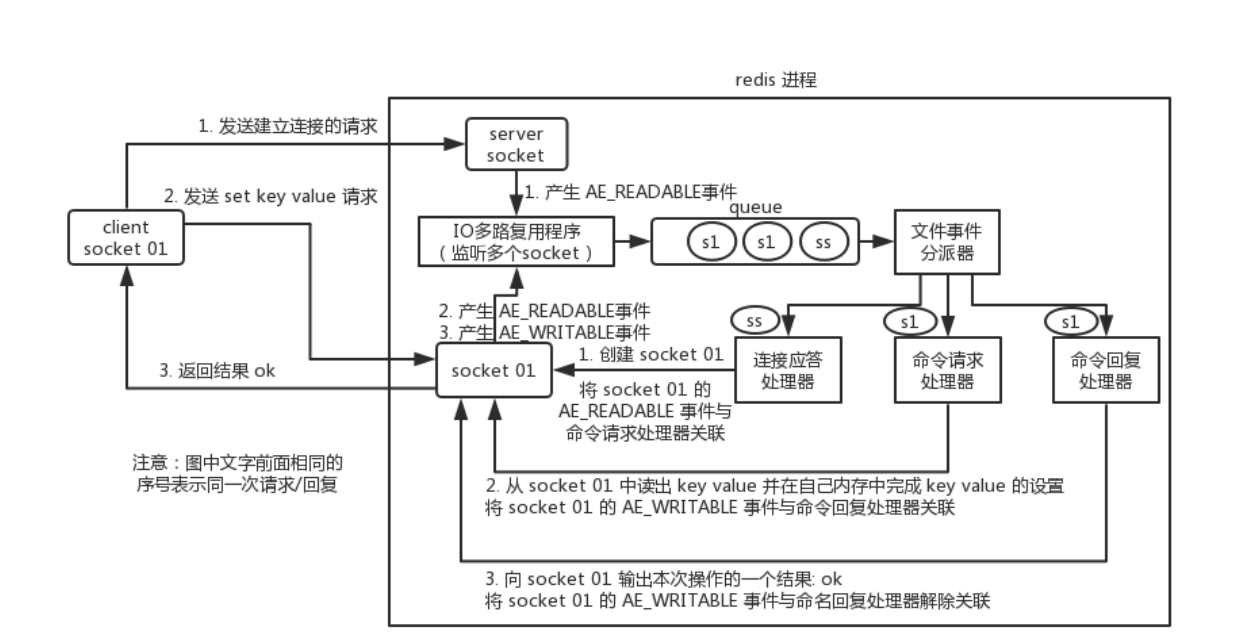 redis 进程
1. 发送建立连接的请求
server
socket
1. 产生 AE_READABLE事件
2. 发送 set key value 请求
client
socket 01
IO多路复用程序
（监听多个socket）
queue
s1
s1
ss
文件事件
分派器
2. 产生 AE_READABLE事件
3. 产生 AE_WRITABLE事件
ss
s1
s1
1. 创建 socket 01
连接应答
处理器
命令请求
处理器
命令回复
处理器
socket 01
3. 返回结果 ok
将 socket 01 的
AE_READABLE 事件与
命令请求处理器关联
注意：图中文字前面相同的
序号表示同一次请求/回复
2. 从 socket 01 中读出 key value 并在自己内存中完成 key value 的设置
将 socket 01 的 AE_WRITABLE 事件与命令回复处理器关联
3. 向 socket 01 输出本次操作的一个结果: ok
将 socket 01 的 AE_WRITABLE 事件与命名回复处理器解除关联